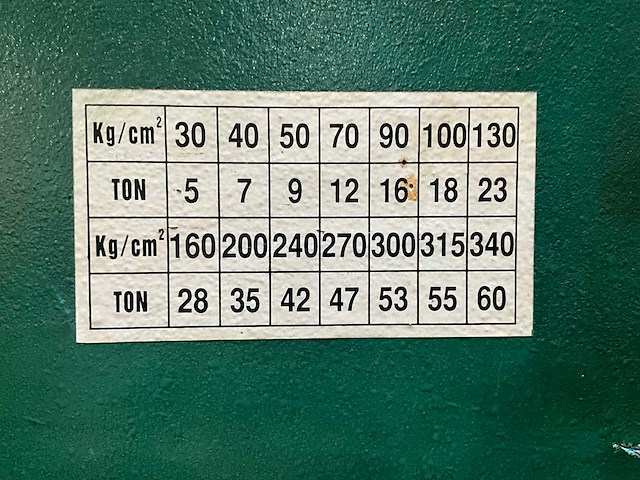 Kg/cm² 30 40 50 70 90 100 130
TON 5 7 9 12 16 18 23
Kg/cm² 160 200 240 270 300 315 340
TON 28 35 42 47 53 55 60